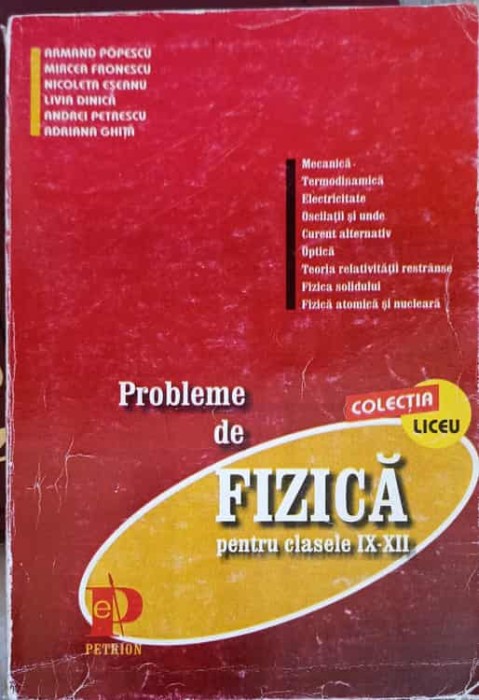 ARMAND POPESCU
MIRCEA FRONESCU
NICOLETA EȘEANU
LIVIA DINICĂ
ANDREI PETRESCU
ADRIANA GHIȚĂ
Mecanică
Termodinamică
Electricitate
Oscilații și unde
Curent alternativ
Optică
Teoria relativității restrânse
Fizica solidului
Fizică atomică și nucleară
Probleme
de
COLECȚIA
LICEU
FIZICĂ
pentru clasele IX-XII
eP
PETRION